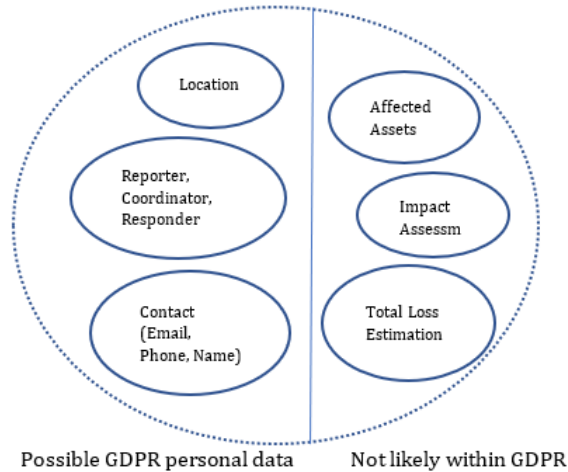 Location
Reporter,
Coordinator,
Responder
Contact
(Email,
Phone, Name)
Affected
Assets
Impact
Assessm
Total Loss
Estimation
Possible GDPR personal data
Not likely within GDPR